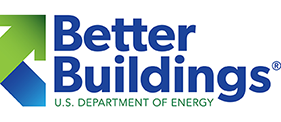 Better
Buildings®
U.S. DEPARTMENT OF ENERGY